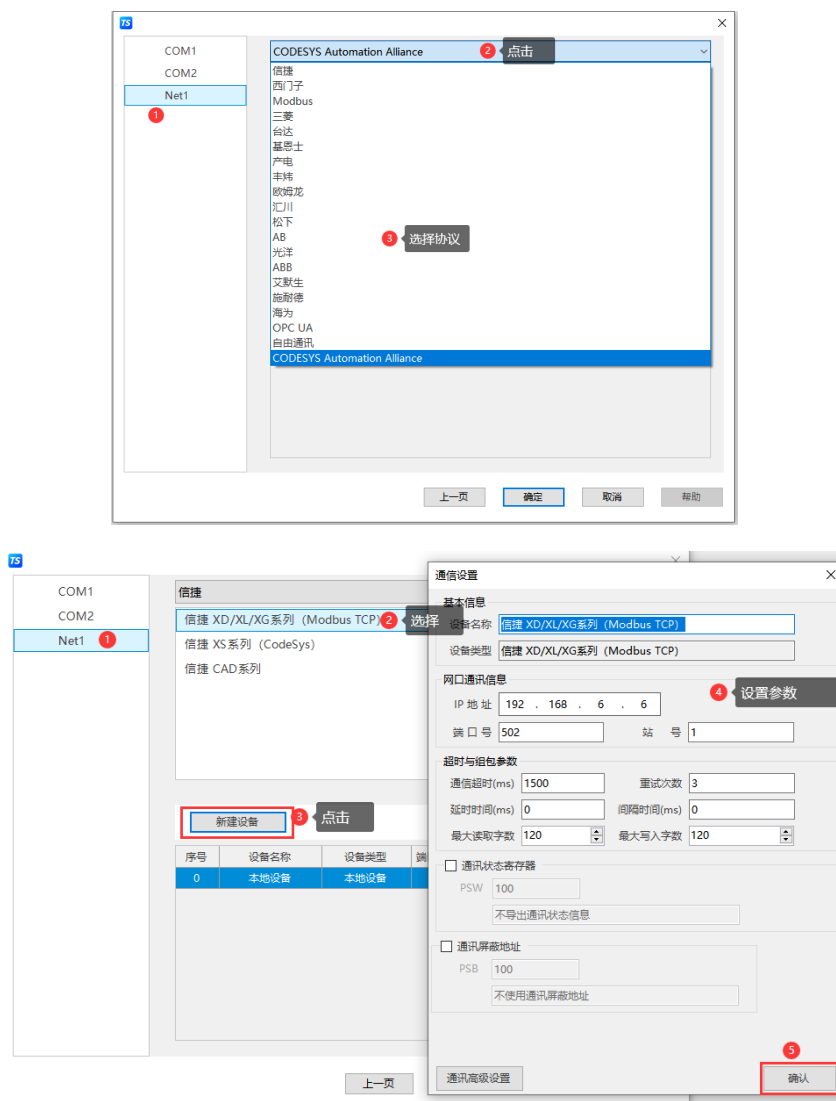 TS
COM1
COM2
Net1
1
CODESYS Automation Alliance
2 点击
信捷
西门子
Modbus
三菱
台达
基恩士
产电
丰炜
欧姆龙
汇川
松下
AB
光洋
ABB
艾默生
施耐德
海为
OPC UA
自由通讯
CODESYS Automation Alliance
3 选择协议
上一页 确定 取消 帮助
TS
COM1
COM2
Net1 1
信捷
信捷 XD/XL/XG系列（Modbus TCP） 2 选择
信捷 XS系列（CodeSys）
信捷 CAD系列
新建设备 3 点击
序号 设备名称 设备类型 端
0 本地设备 本地设备
上一页
通信设置
基本信息
设备名称 信捷 XD/XL/XG系列（Modbus TCP）
设备类型 信捷 XD/XL/XG系列（Modbus TCP）
网口通讯信息
4 设置参数
IP 地 址 192 . 168 . 6 . 6
端 口 号 502 站 号 1
超时与组包参数
通信超时(ms) 1500 重试次数 3
延时时间(ms) 0 间隔时间(ms) 0
最大读取字数 120 最大写入字数 120
通讯状态寄存器
PSW 100
不导出通讯状态信息
通讯屏蔽地址
PSB 100
不使用通讯屏蔽地址
5
通讯高级设置 确认